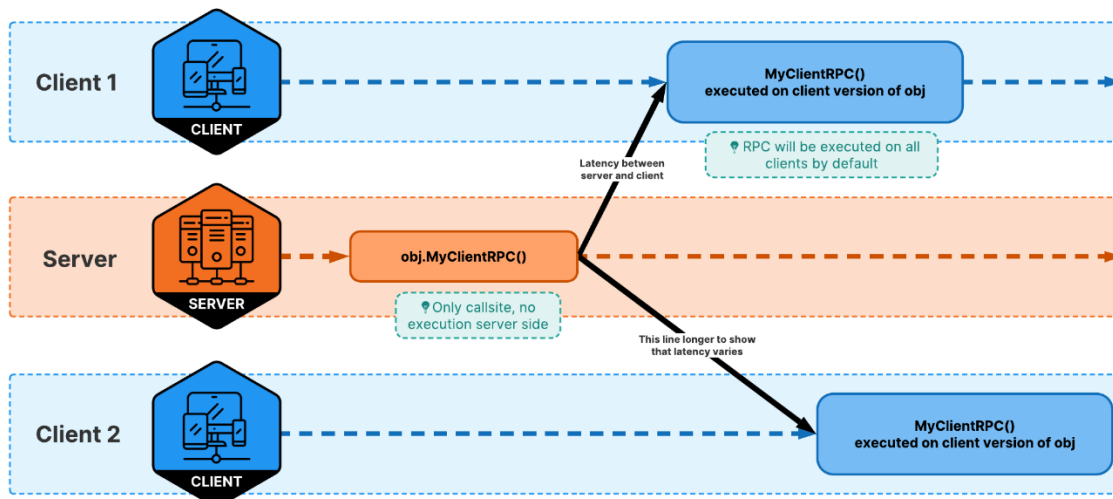 Client 1
CLIENT
MyClientRPC()
executed on client version of obj
RPC will be executed on all
clients by default
Latency between
server and client
Server
SERVER
obj.MyClientRPC()
Only callsite, no
execution server side
This line longer to show
that latency varies
Client 2
CLIENT
MyClientRPC()
executed on client version of obj